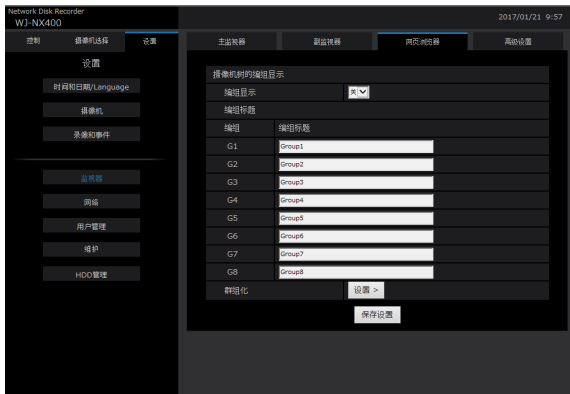 Network Disk Recorder
WJ-NX400
2017/01/21 9:57
控制 摄像机选择 设置
主监视器 副监视器 网页浏览器 高级设置
设置
时间和日期/Language
摄像机
录像和事件
监视器
网络
用户管理
维护
HDD管理
摄像机树的编组显示
编组显示 关
编组标题
编组 编组标题
G1 Group1
G2 Group2
G3 Group3
G4 Group4
G5 Group5
G6 Group6
G7 Group7
G8 Group8
群组化 设置 >
保存设置